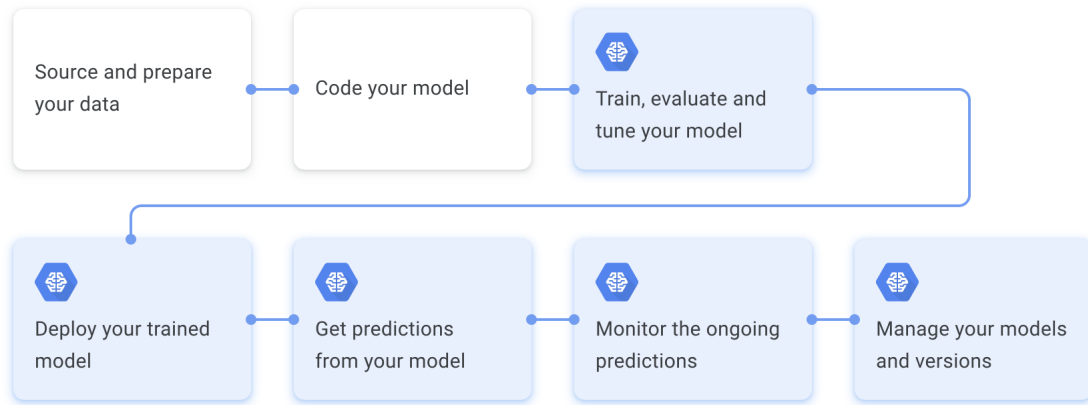 Source and prepare
your data
Code your model
Train, evaluate and
tune your model
Deploy your trained
model
Get predictions
from your model
Monitor the ongoing
predictions
Manage your models
and versions